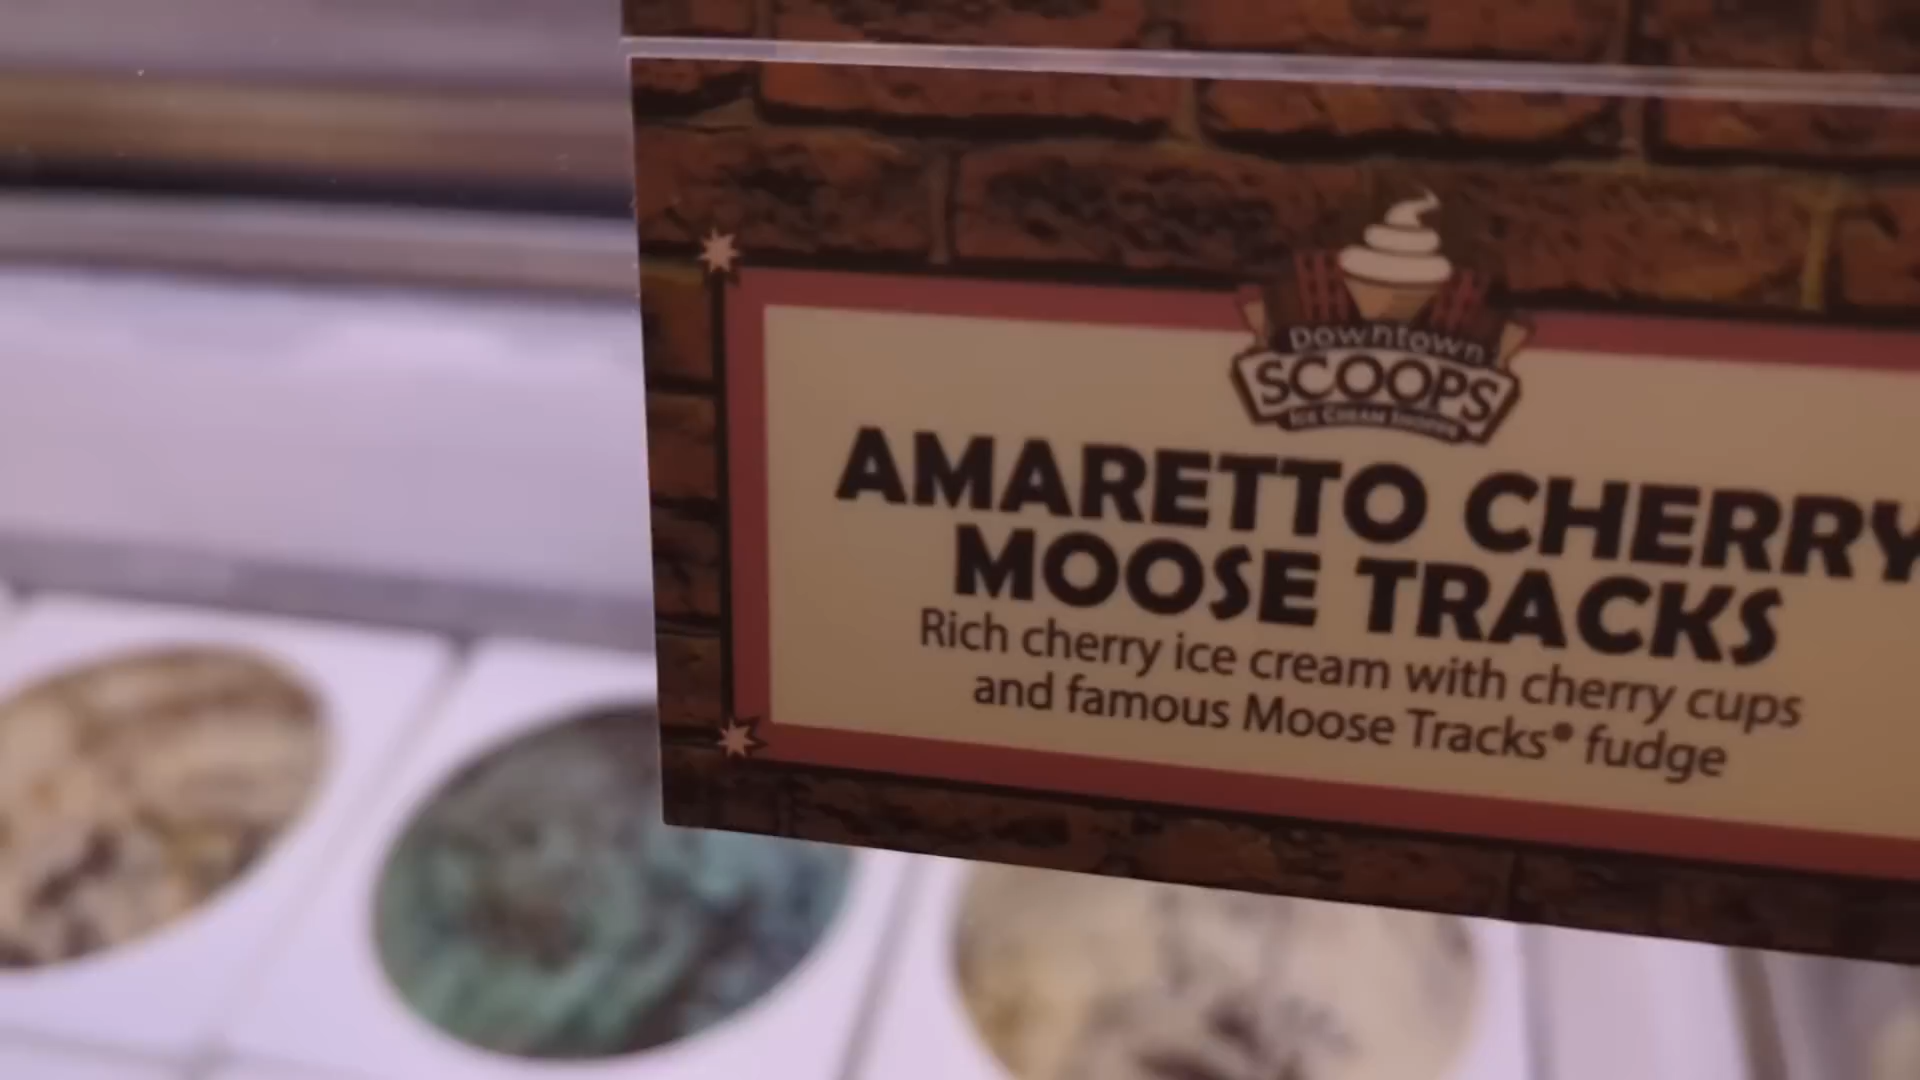 Downtown
SCOOPS
AMARETTO CHERRY
MOOSE TRACKS
Rich cherry ice cream with cherry cups
and famous Moose Tracks® fudge